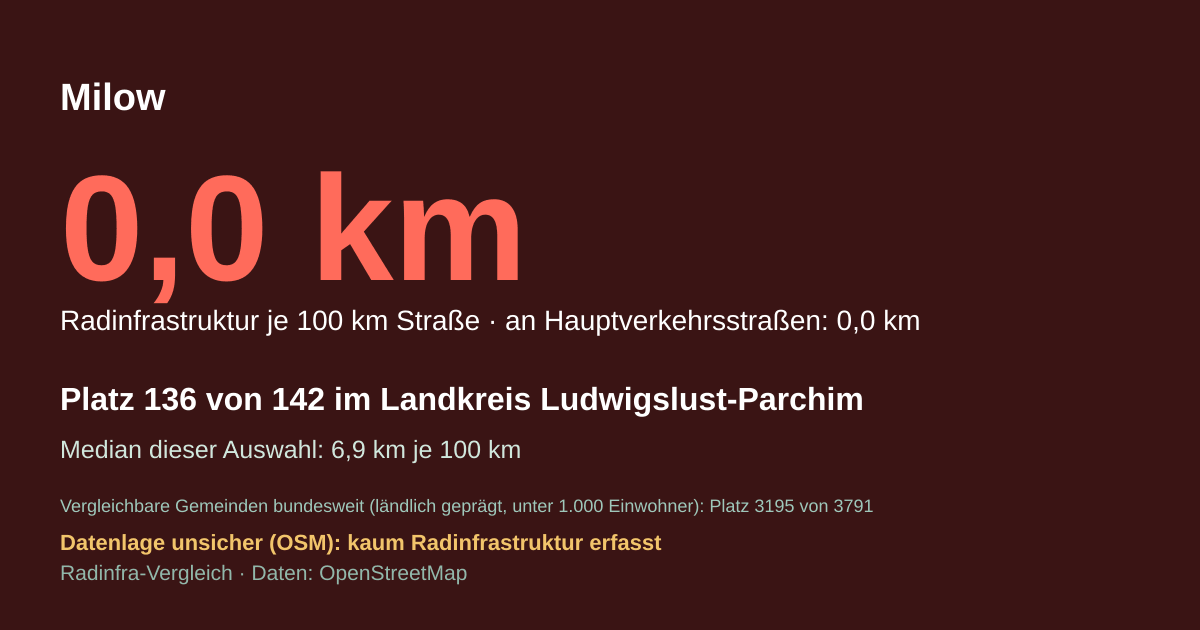 Milow
0,0 km
Radinfrastruktur je 100 km Straße · an Hauptverkehrsstraßen: 0,0 km
Platz 136 von 142 im Landkreis Ludwigslust-Parchim
Median dieser Auswahl: 6,9 km je 100 km
Vergleichbare Gemeinden bundesweit (ländlich geprägt, unter 1.000 Einwohner): Platz 3195 von 3791
Datenlage unsicher (OSM): kaum Radinfrastruktur erfasst
Radinfra-Vergleich · Daten: OpenStreetMap